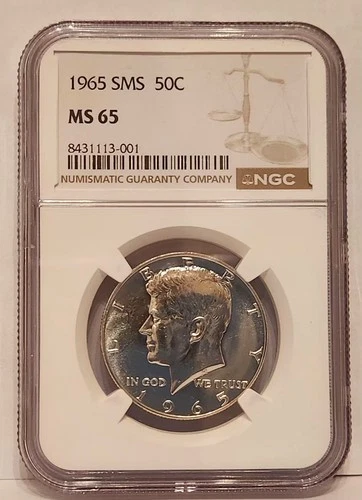 1965 SMS 50C
MS 65
8431113-001
NUMISMATIC GUARANTY COMPANY NGC
LIBERTY
IN GOD WE TRUST
1965